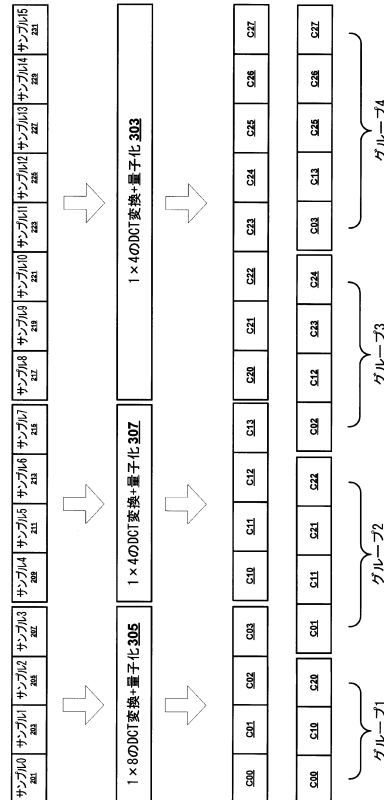 サンプル0 サンプル1 サンプル2 サンプル3 サンプル4 サンプル5 サンプル6 サンプル7 サンプル8 サンプル9 サンプル10 サンプル11 サンプル12 サンプル13 サンプル14 サンプル15
201 203 205 207 209 211 213 215 217 219 221 223 225 227 229 231
1×8のDCT変換+量子化 305 1×4のDCT変換+量子化 307 1×4のDCT変換+量子化 303
C00 C01 C02 C03 C10 C11 C12 C13 C20 C21 C22 C23 C24 C25 C26 C27
C00 C10 C20 C01 C11 C21 C22 C02 C12 C23 C24 C03 C13 C25 C26 C27
グループ1 グループ2 グループ3 グループ4